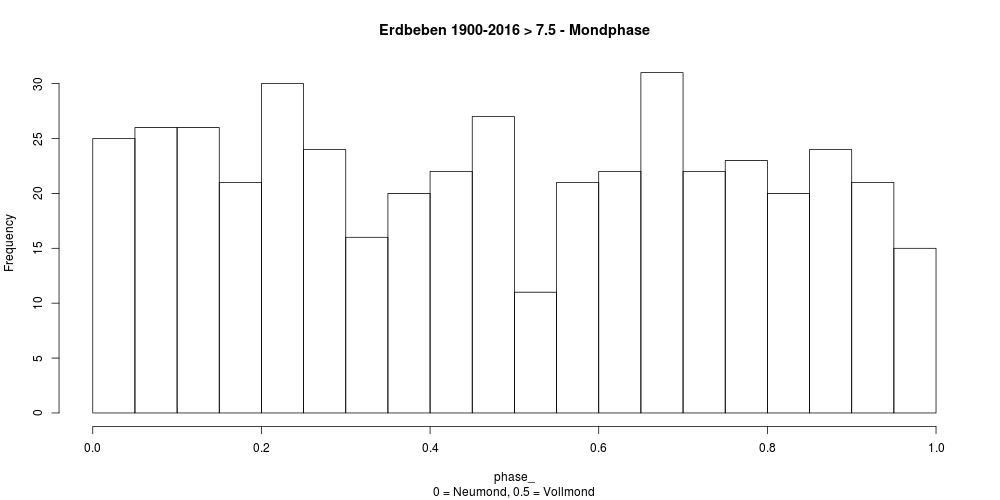 Erdbeben 1900-2016 > 7.5 - Mondphase
Frequency
30
25
20
15
10
5
0
0.0 0.2 0.4 0.6 0.8 1.0
phase_
0 = Neumond, 0.5 = Vollmond